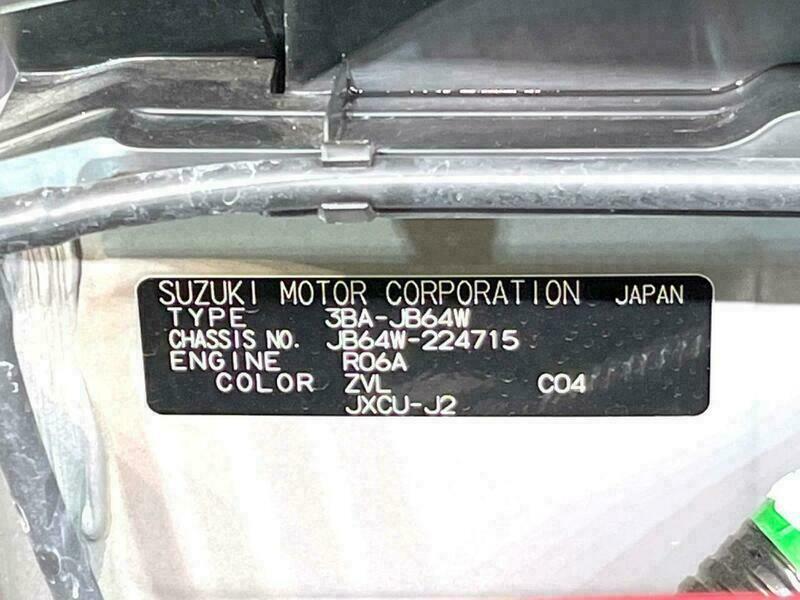 SUZUKI MOTOR CORPORATION JAPAN
TYPE 3BA-JB64W
CHASSIS NO. JB64W-224715
ENGINE R06A
COLOR ZVL C04
JXCU-J2